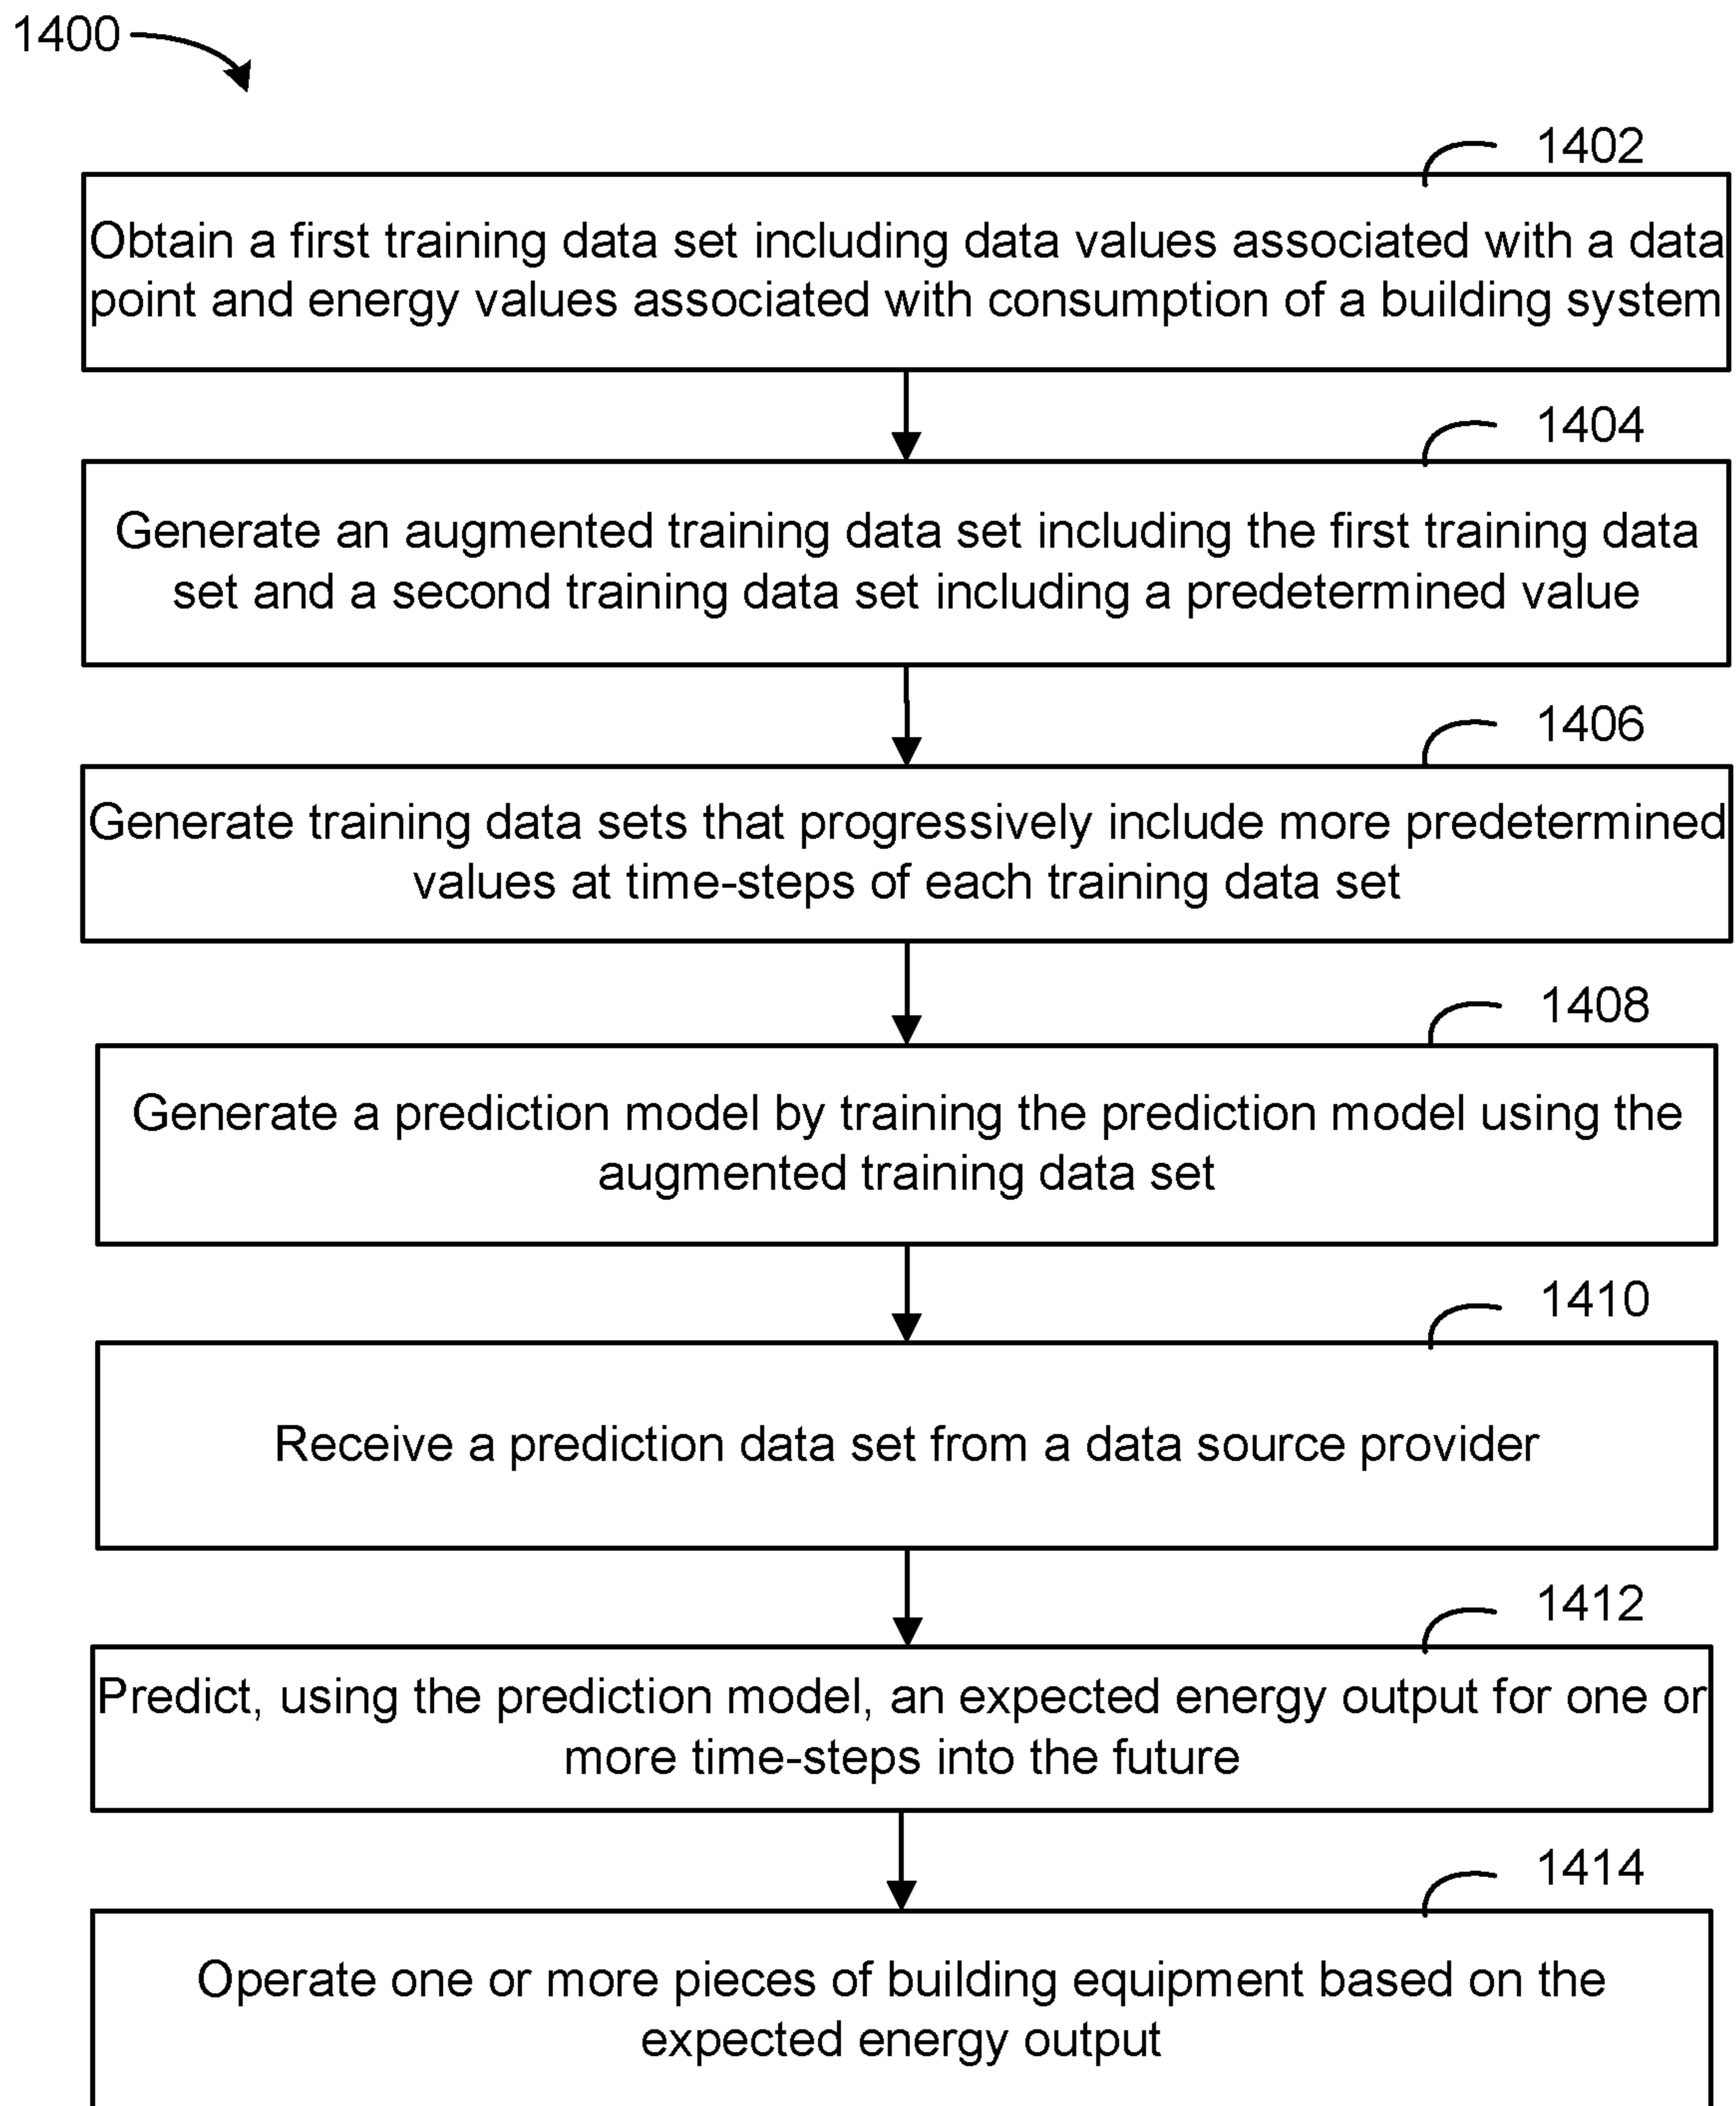 1400
1402
Obtain a first training data set including data values associated with a data
point and energy values associated with consumption of a building system
1404
Generate an augmented training data set including the first training data
set and a second training data set including a predetermined value
1406
Generate training data sets that progressively include more predetermined
values at time-steps of each training data set
1408
Generate a prediction model by training the prediction model using the
augmented training data set
1410
Receive a prediction data set from a data source provider
1412
Predict, using the prediction model, an expected energy output for one or
more time-steps into the future
1414
Operate one or more pieces of building equipment based on the
expected energy output